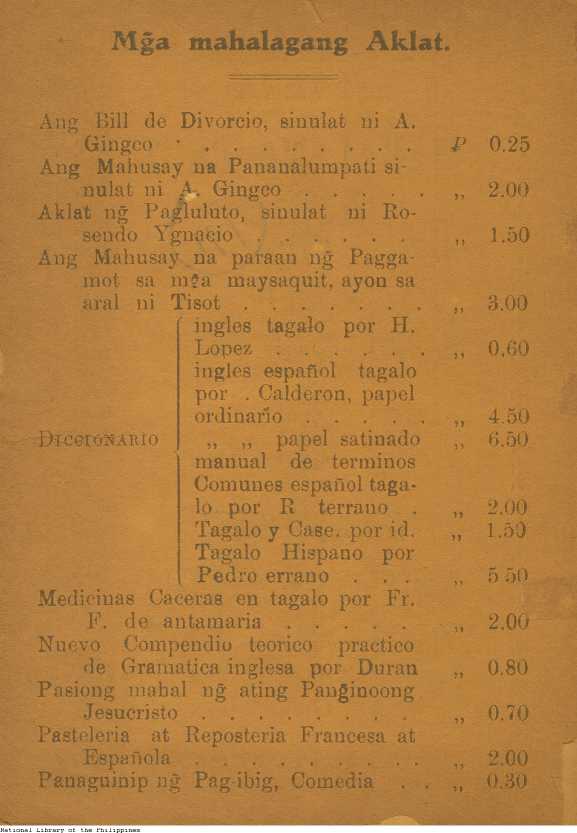 Mg̃a mahalagang Aklat.
Ang Bill de Divorcio, sinulat ni A.
Gingco . . . . . . . . . ₱ 0.25
Ang Mahusay na Pananalumpati si-
nulat ni A. Gingco . . . . . ,, 2.00
Aklat ng̃ Pagluluto, sinulat ni Ro-
sendo Ygnacio . . . . . . ,, 1.50
Ang Mahusay na paraan ng̃ Pagga-
mot sa mg̃a maysaquit, ayon sa
aral ni Tisot . . . . . . . ,, 3.00
ingles tagalo por H.
Lopez . . . . . . ,, 0,60
ingles español tagalo
por . Calderon, papel
ordinario . . . . . ,, 4.50
DICCIONARIO ,, ,, papel satinado ,, 6.50
manual de terminos
Comunes español taga-
lo por R terrano . ,, 2.00
Tagalo y Case. por id. ,, 1.50
Tagalo Hispano por
Pedro errano . . . ,, 5 50
Medicinas Caceras en tagalo por Fr.
F. de antamaria . . . . . ,, 2.00
Nuevo Compendio teorico practico
de Gramatica inglesa por Duran ,, 0.80
Pasiong mahal ng̃ ating Pang̃inoong
Jesucristo . . . . . . . . ,, 0.70
Pasteleria at Reposteria Francesa at
Española . . . . . . . . ,, 2.00
Panaguinip ng̃ Pag-ibig, Comedia . . ,, 0.30
National Library of the Philippines